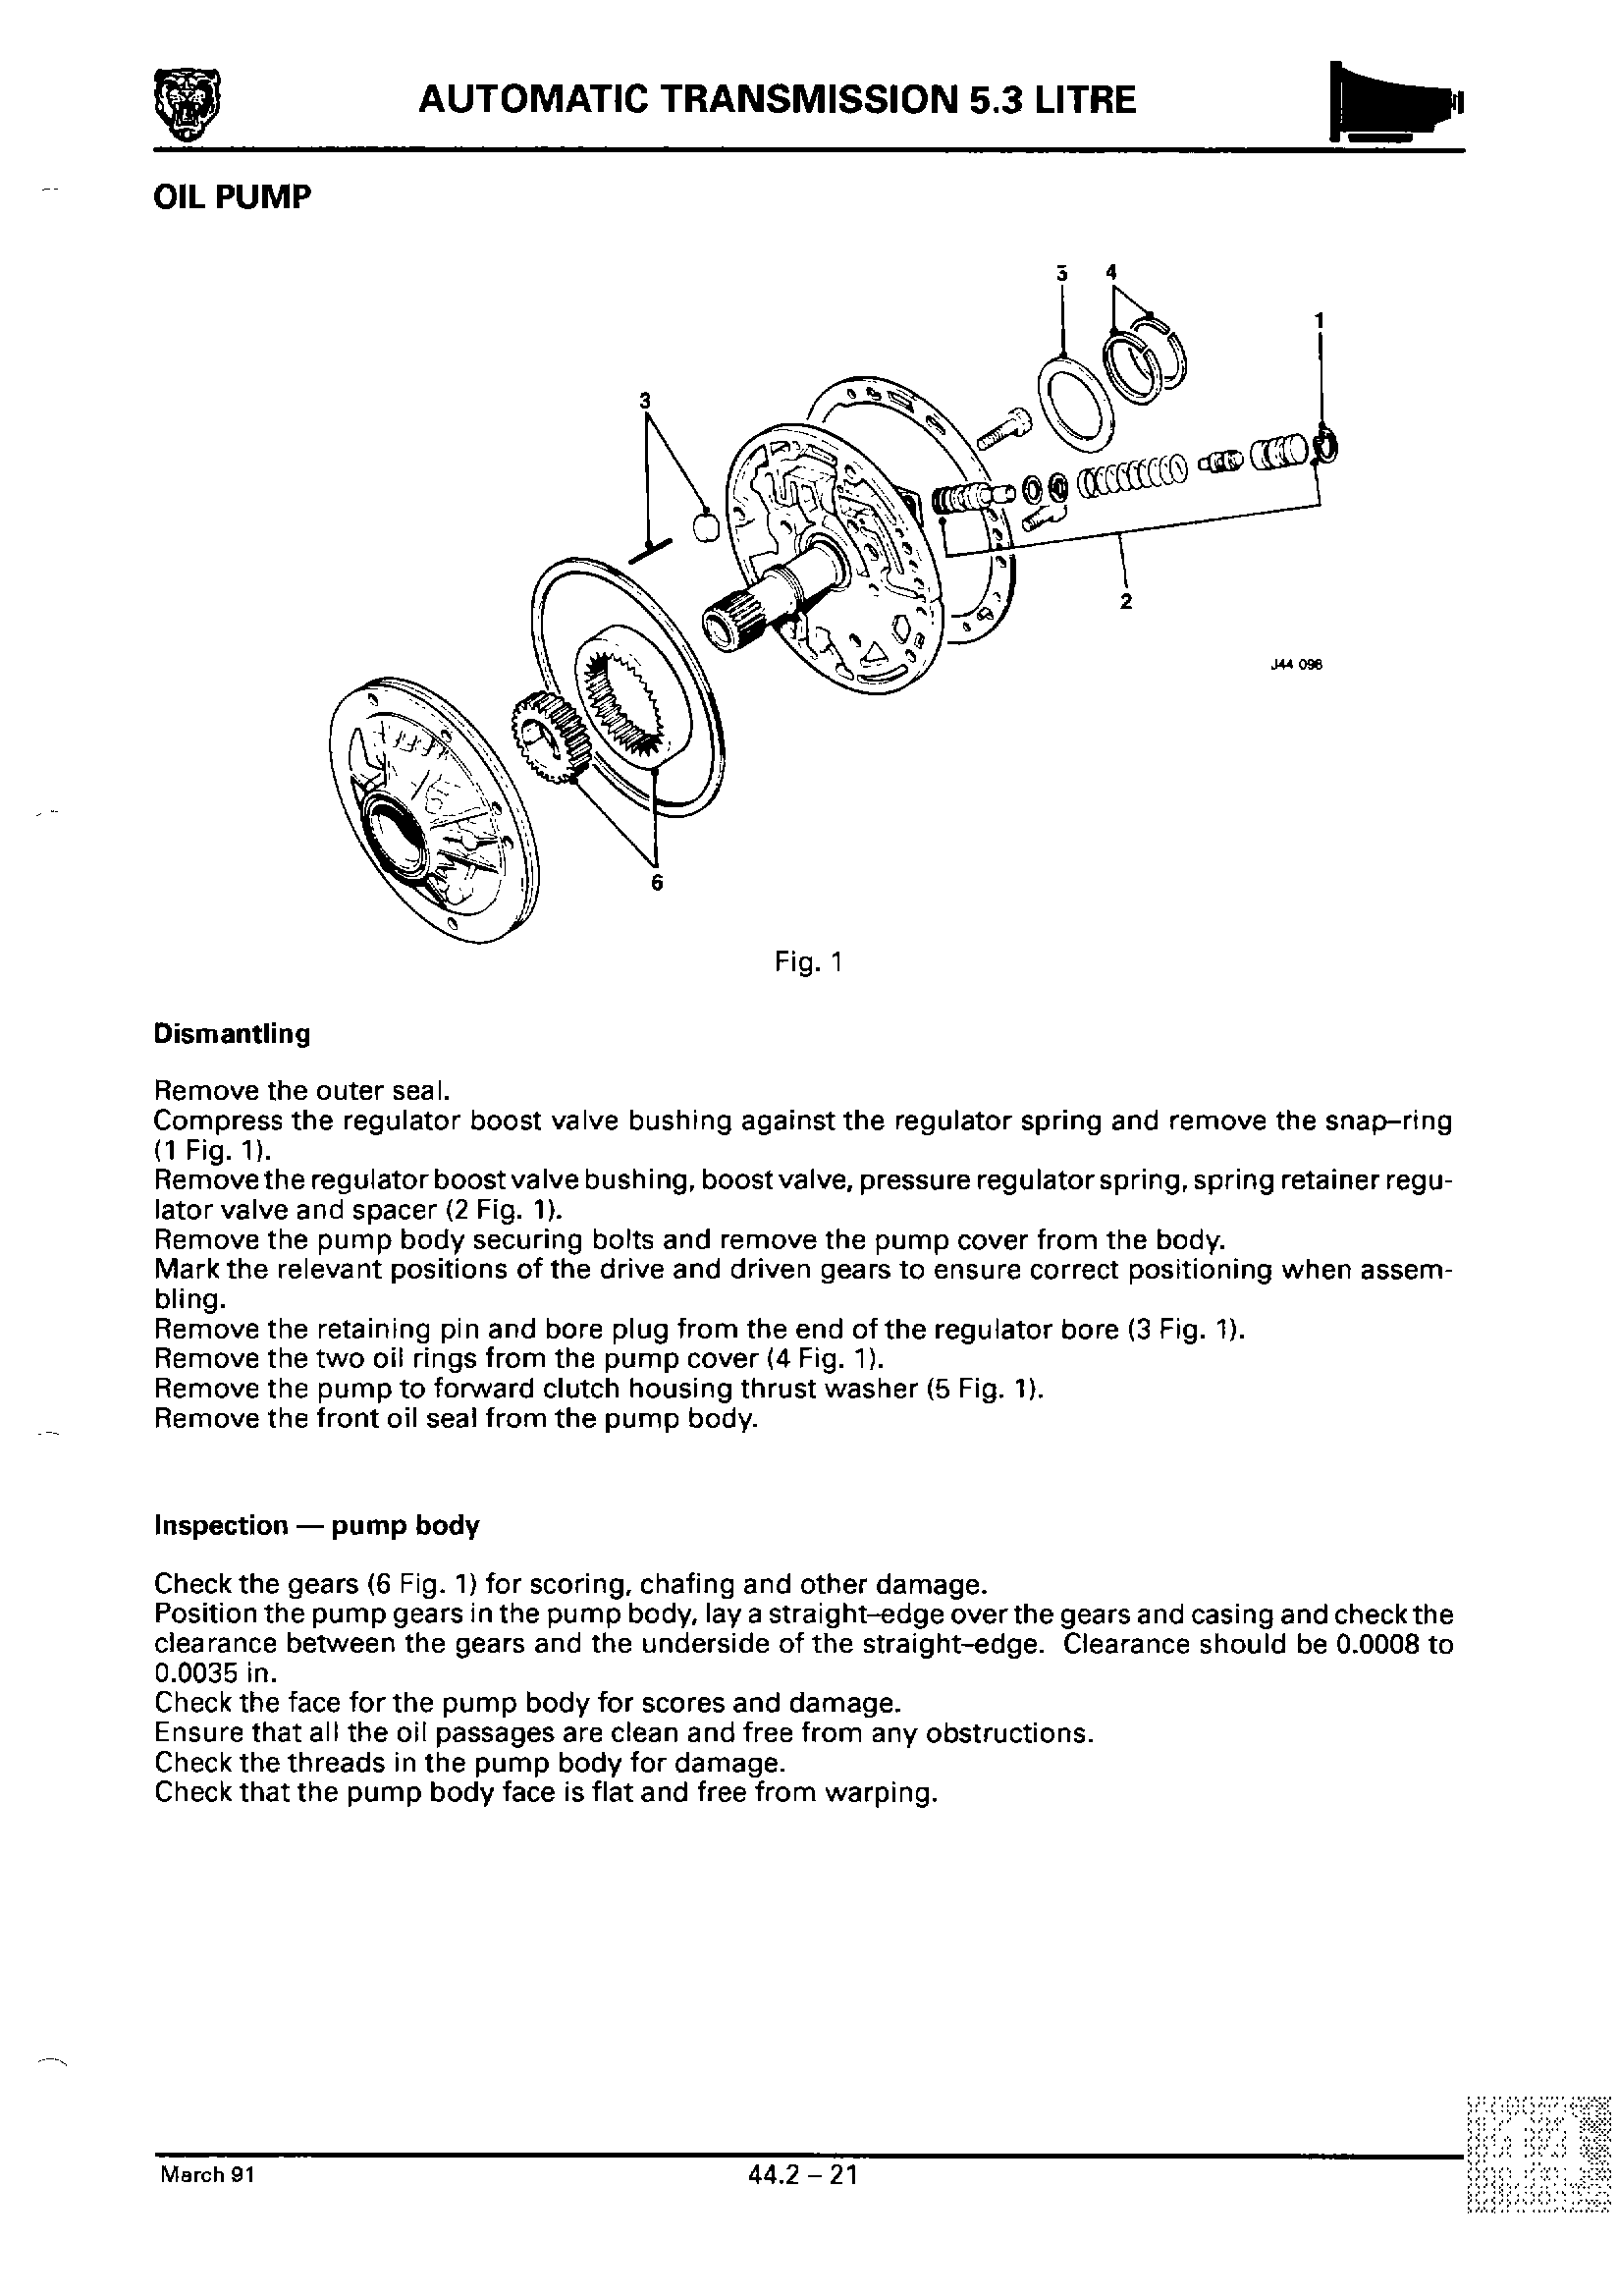 AUTOMATIC TRANSMISSION 5.3 LITRE
OIL PUMP
5 4
1
3
2
J44 096
6
Fig. 1
Dismantling
Remove the outer seal.
Compress the regulator boost valve bushing against the regulator spring and remove the snap–ring
(1 Fig. 1).
Remove the regulator boost valve bushing, boost valve, pressure regulator spring, spring retainer regu-
lator valve and spacer (2 Fig. 1).
Remove the pump body securing bolts and remove the pump cover from the body.
Mark the relevant positions of the drive and driven gears to ensure correct positioning when assem-
bling.
Remove the retaining pin and bore plug from the end of the regulator bore (3 Fig. 1).
Remove the two oil rings from the pump cover (4 Fig. 1).
Remove the pump to forward clutch housing thrust washer (5 Fig. 1).
Remove the front oil seal from the pump body.
Inspection — pump body
Check the gears (6 Fig. 1) for scoring, chafing and other damage.
Position the pump gears in the pump body, lay a straight–edge over the gears and casing and check the
clearance between the gears and the underside of the straight–edge. Clearance should be 0.0008 to
0.0035 in.
Check the face for the pump body for scores and damage.
Ensure that all the oil passages are clean and free from any obstructions.
Check the threads in the pump body for damage.
Check that the pump body face is flat and free from warping.
March 91
44.2 – 21